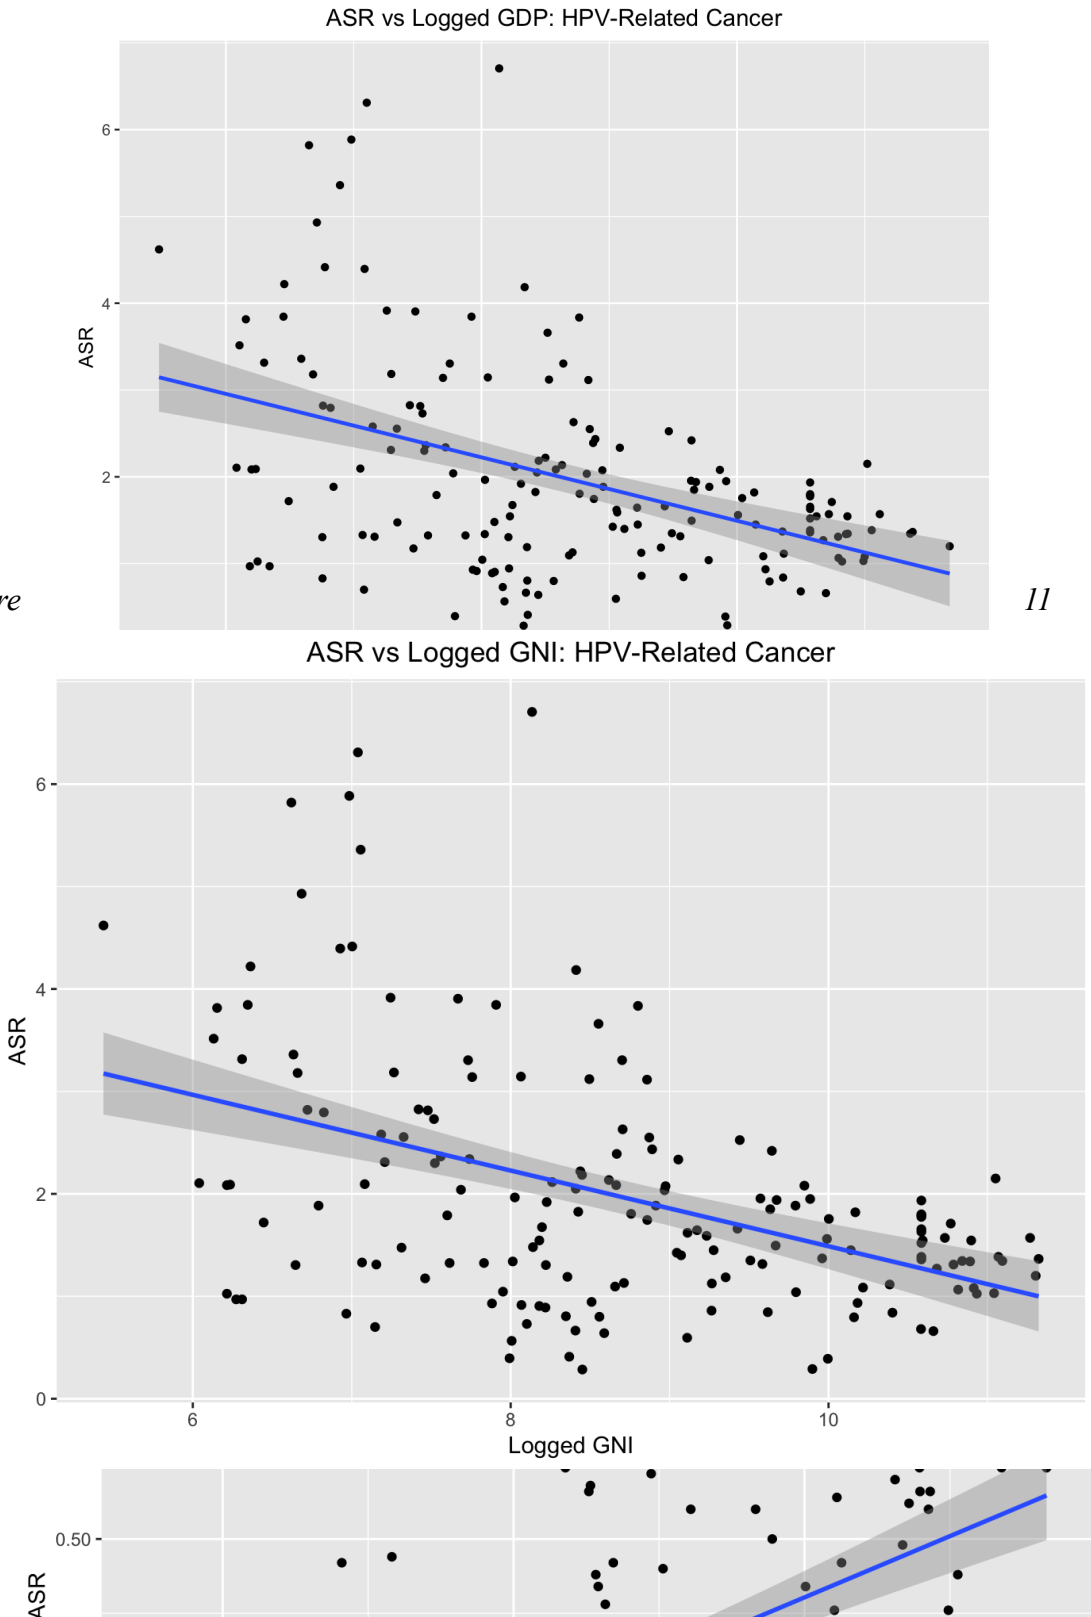 ASR vs Logged GDP: HPV-Related Cancer
6
4
ASR
2
re
11
ASR vs Logged GNI: HPV-Related Cancer
6
4
ASR
2
0
6 8 10
Logged GNI
0.50
ASR